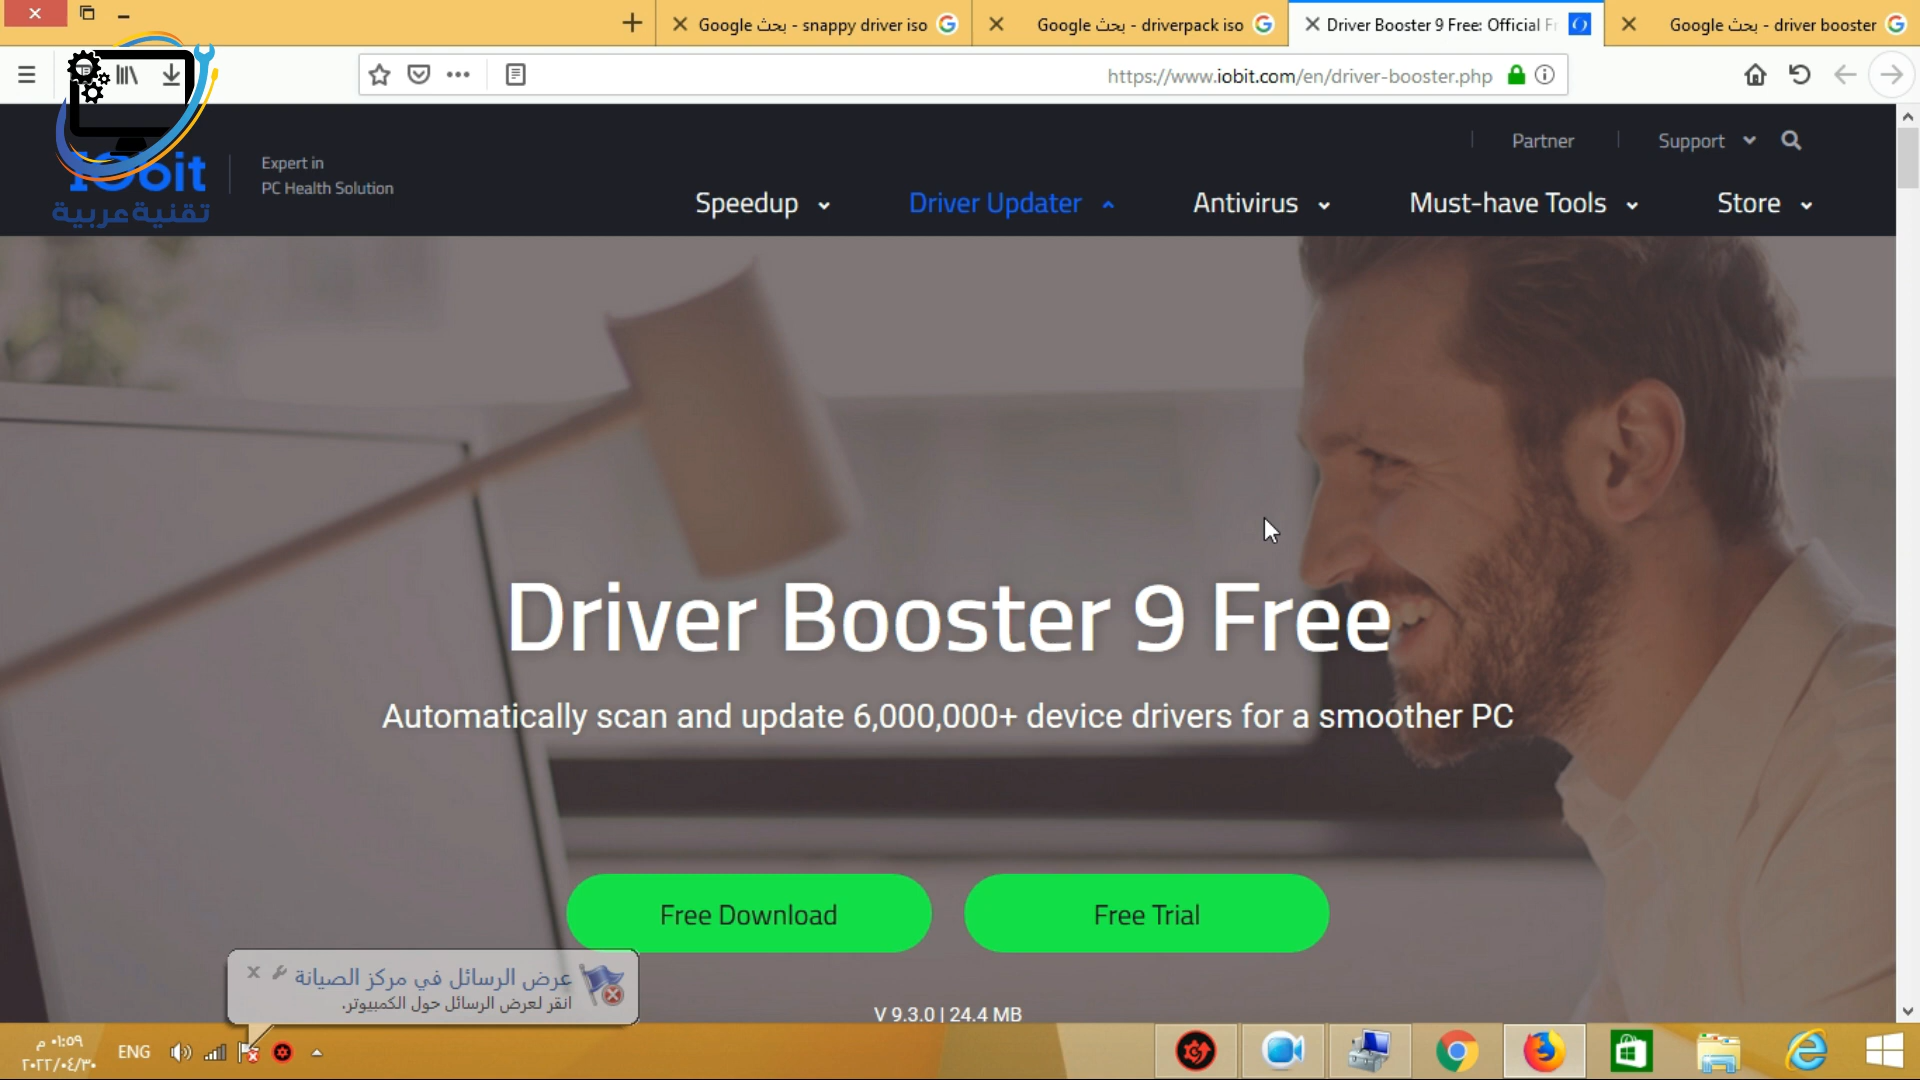 Google بحث - snappy driver iso
Google بحث - driverpack iso
Driver Booster 9 Free: Official Fr
Google بحث - driver booster
https://www.iobit.com/en/driver-booster.php
IObit
تقنية عربية
Expert in
PC Health Solution
Partner
Support
Speedup
Driver Updater
Antivirus
Must-have Tools
Store
Driver Booster 9 Free
Automatically scan and update 6,000,000+ device drivers for a smoother PC
Free Download
Free Trial
V 9.3.0 | 24.4 MB
عرض الرسائل في مركز الصيانة
انقر لعرض الرسائل حول الكمبيوتر.
ENG
٠١:٥٩ م
٢٠٢٢/٠٤/٣٠